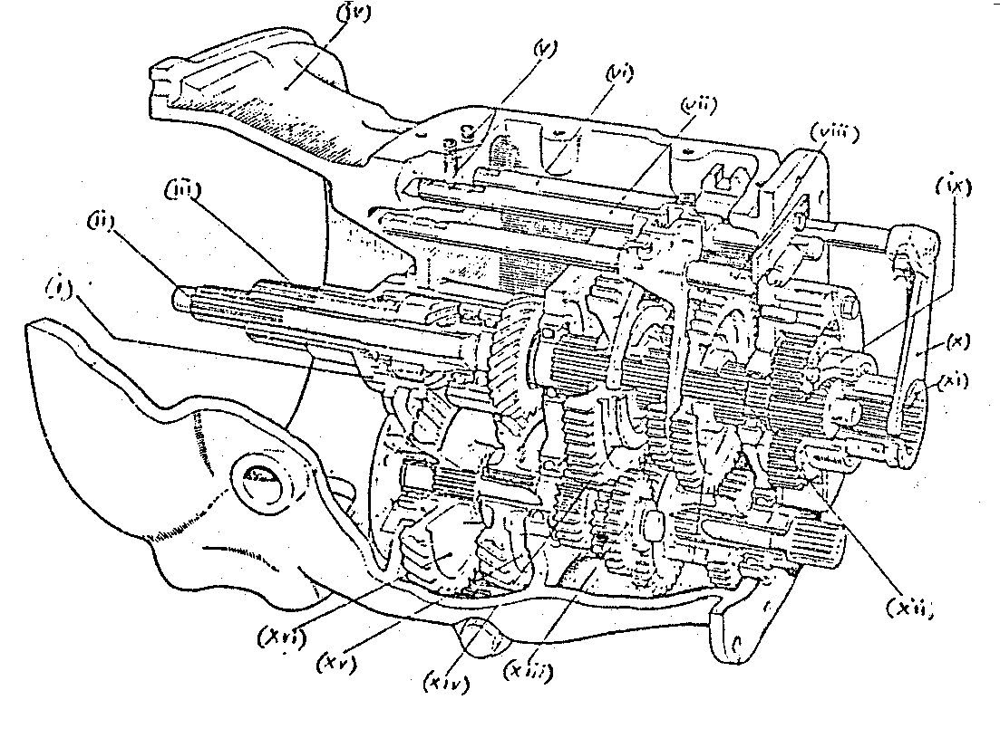 (iv)
(v)
(vi)
(vii)
(viii)
(iii)
(ix)
(ii)
(i)
(x)
(xi)
(xii)
(xvi)
(xv)
(xiv)
(xiii)